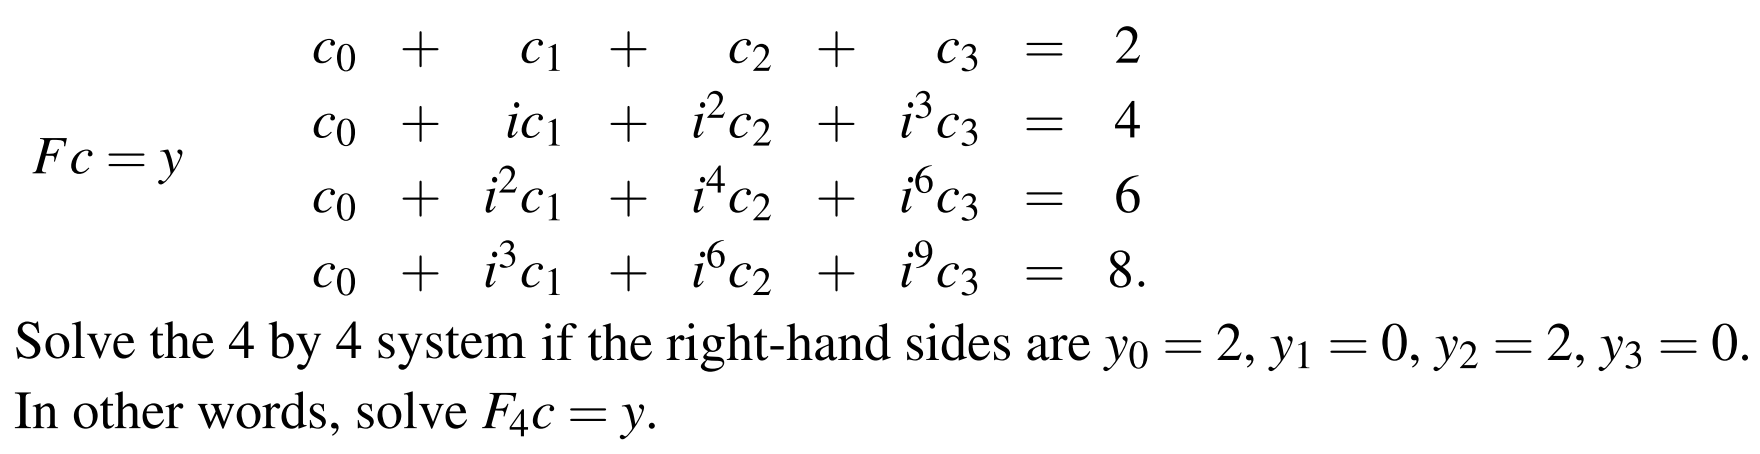 c₀ + c₁ + c₂ + c₃ = 2
c₀ + ic₁ + i²c₂ + i³c₃ = 4
Fc = y
c₀ + i²c₁ + i⁴c₂ + i⁶c₃ = 6
c₀ + i³c₁ + i⁶c₂ + i⁹c₃ = 8.
Solve the 4 by 4 system if the right-hand sides are y₀ = 2, y₁ = 0, y₂ = 2, y₃ = 0.
In other words, solve F₄c = y.